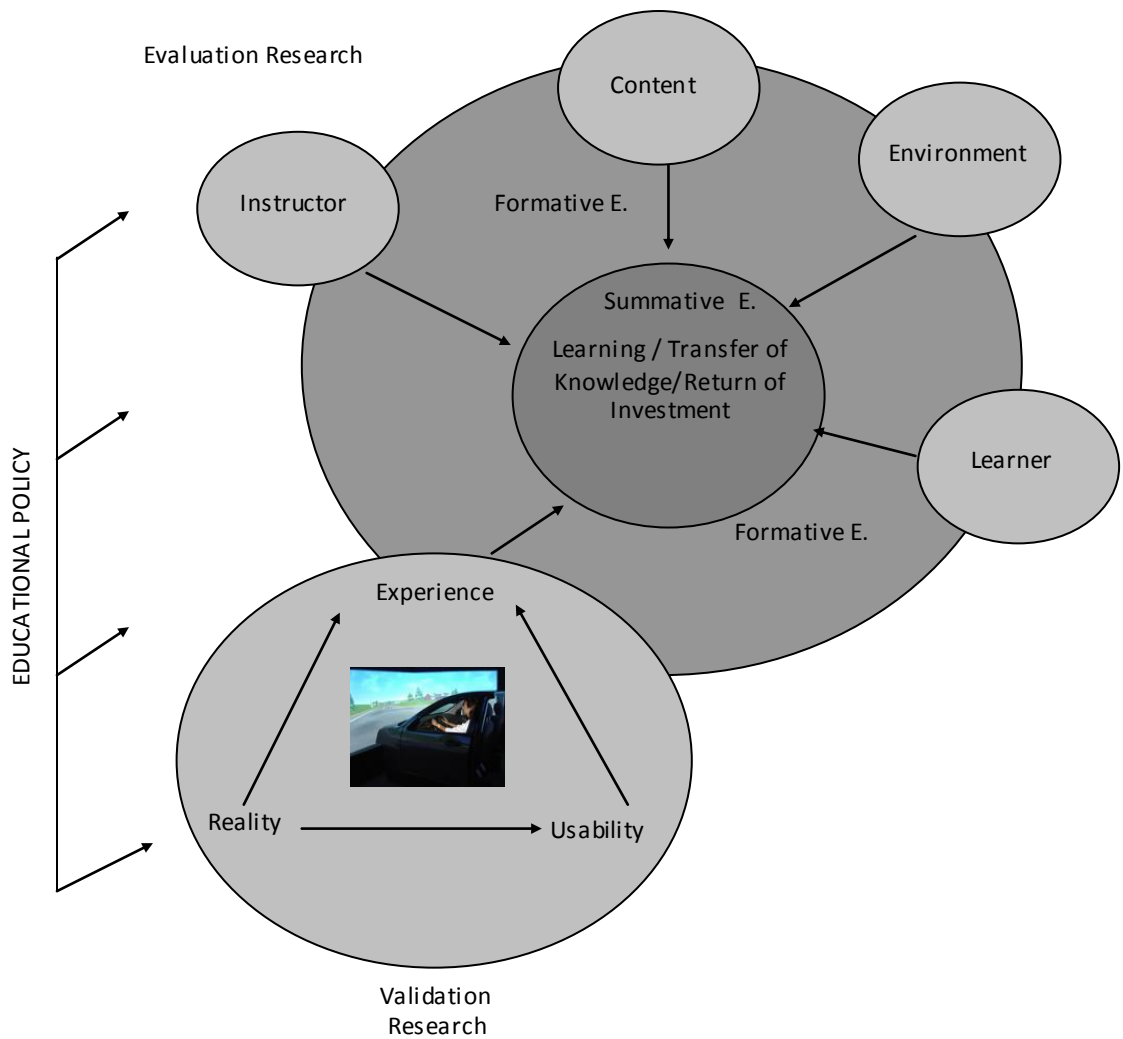 Evaluation Research
Content
Environment
Instructor
Formative E.
Summative E.
Learning / Transfer of
Knowledge/Return of
Investment
Learner
Formative E.
EDUCATIONAL POLICY
Experience
Reality
Usability
Validation
Research